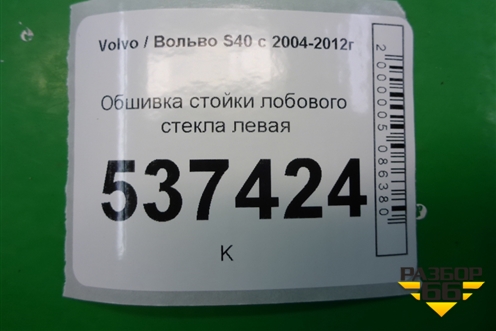 Volvo / Вольво S40 с 2004-2012г
Обшивка стойки лобового
стекла левая
537424
К
2000005086380
РАЗБОР
66